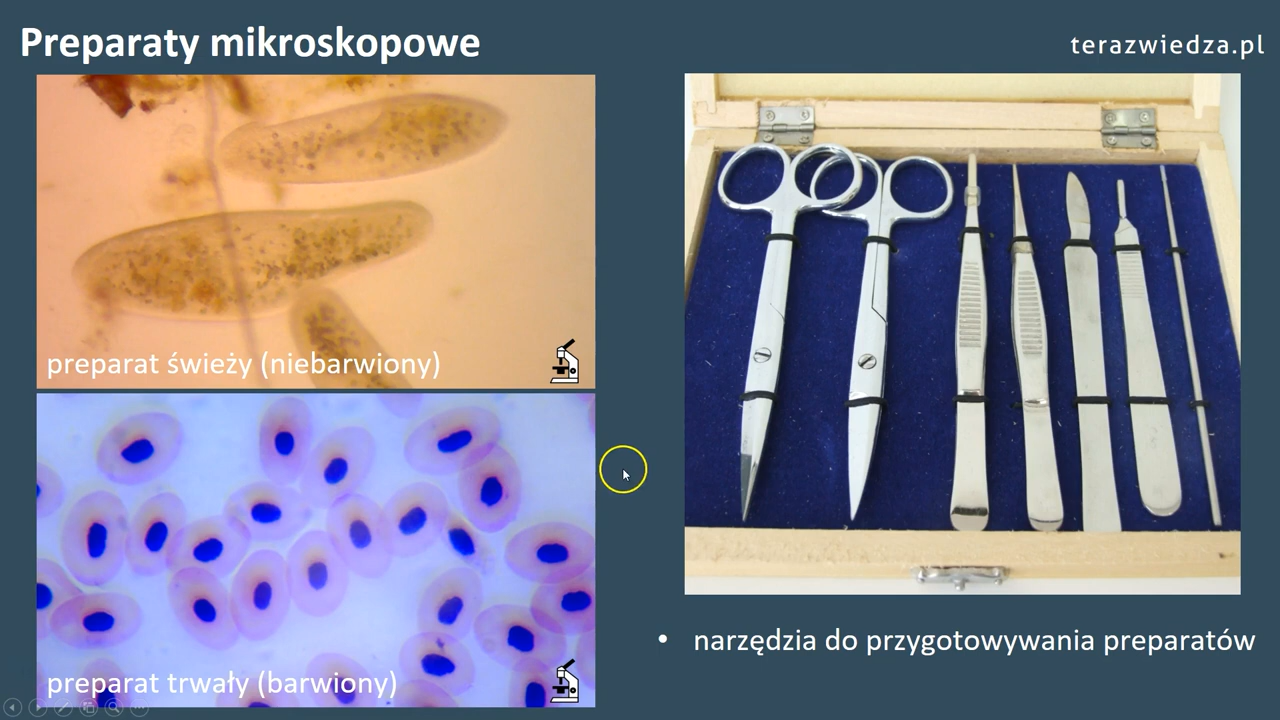 Preparaty mikroskopowe
terazwiedza.pl
preparat świeży (niebarwiony)
preparat trwały (barwiony)
• narzędzia do przygotowywania preparatów